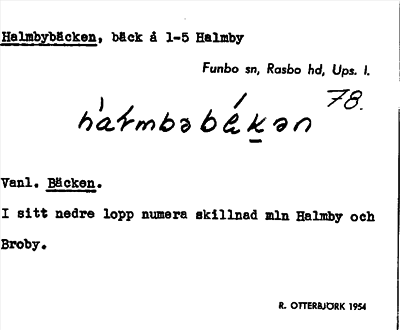 Halmbybäcken, bäck å 1-5 Halmby
Funbo sn, Rasbo hd, Ups. l.
78.
Vanl. Bäcken.
I sitt nedre lopp numera skillnad mln Halmby och
Broby.
R. OTTERBJÖRK 1954